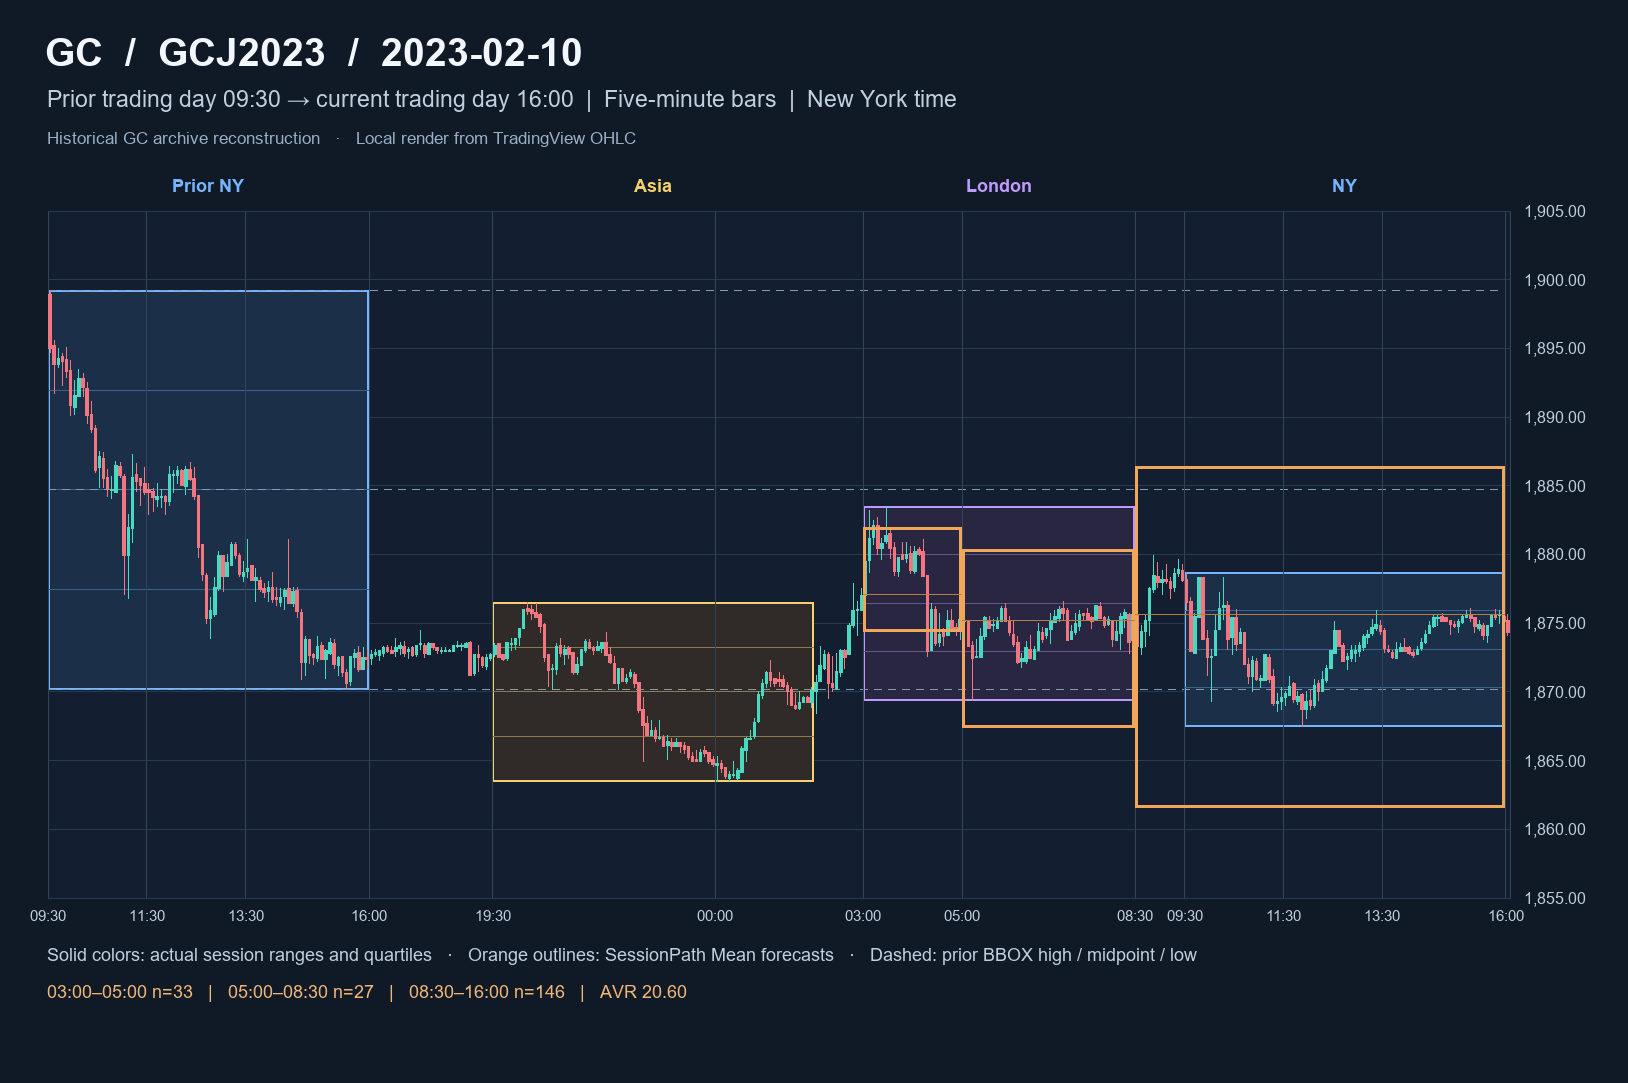 GC / GCJ2023 / 2023-02-10
Prior trading day 09:30 → current trading day 16:00 | Five-minute bars | New York time
Historical GC archive reconstruction · Local render from TradingView OHLC
Prior NY Asia London NY
1,905.00
1,900.00
1,895.00
1,890.00
1,885.00
1,880.00
1,875.00
1,870.00
1,865.00
1,860.00
1,855.00
09:30 11:30 13:30 16:00 19:30 00:00 03:00 05:00 08:30 09:30 11:30 13:30 16:00
Solid colors: actual session ranges and quartiles · Orange outlines: SessionPath Mean forecasts · Dashed: prior BBOX high / midpoint / low
03:00–05:00 n=33 | 05:00–08:30 n=27 | 08:30–16:00 n=146 | AVR 20.60